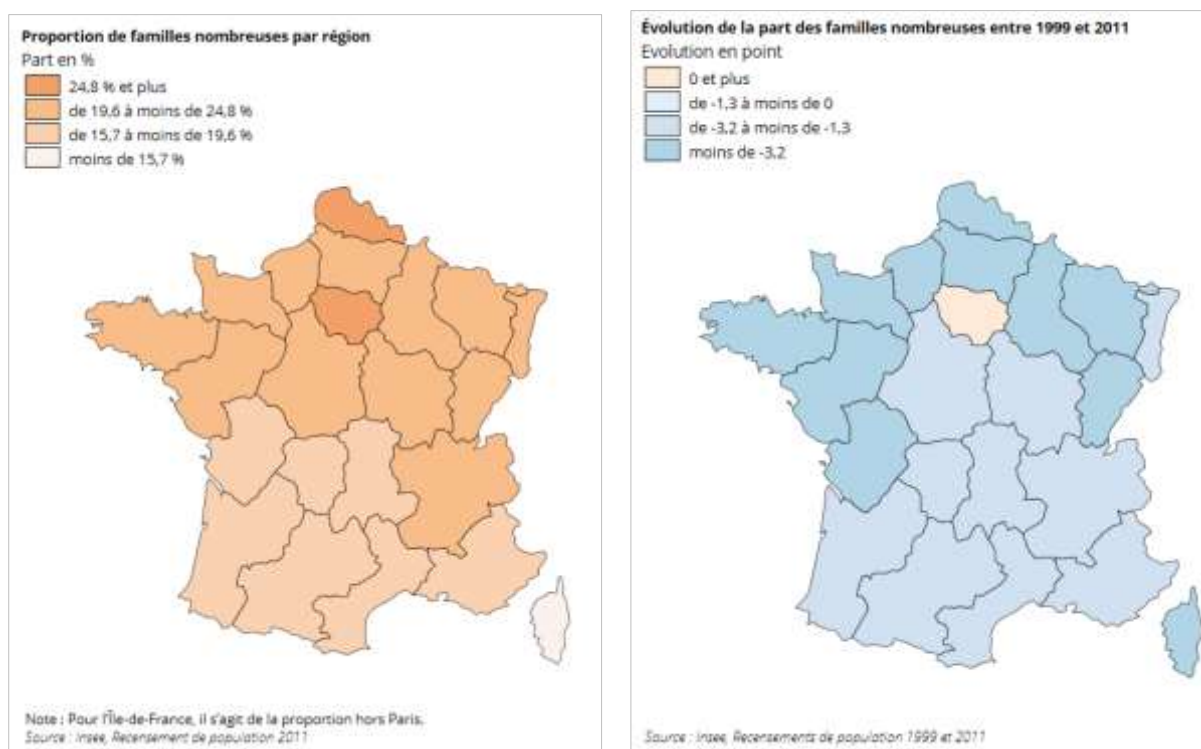 Proportion de familles nombreuses par région
Part en %
24,8 % et plus
de 19,6 à moins de 24,8 %
de 15,7 à moins de 19,6 %
moins de 15,7 %
Note : Pour l'Île-de-France, il s'agit de la proportion hors Paris.
Source : Insee, Recensement de population 2011
Évolution de la part des familles nombreuses entre 1999 et 2011
Evolution en point
0 et plus
de -1,3 à moins de 0
de -3,2 à moins de -1,3
moins de -3,2
Source : Insee, Recensements de population 1999 et 2011